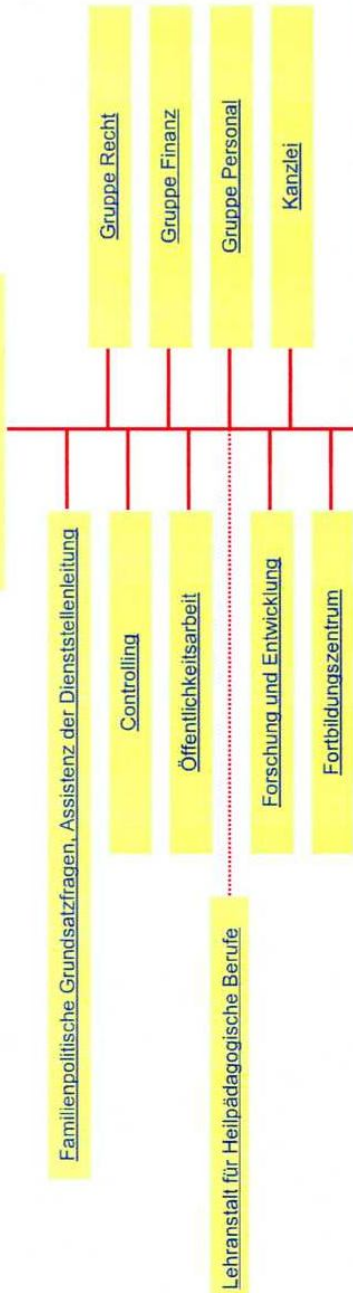 Familienpolitische Grundsatzfragen, Assistenz der Dienststellenleitung
Gruppe Recht
Controlling
Gruppe Finanz
Öffentlichkeitsarbeit
Gruppe Personal
Lehranstalt für Heilpädagogische Berufe
Forschung und Entwicklung
Kanzlei
Fortbildungszentrum